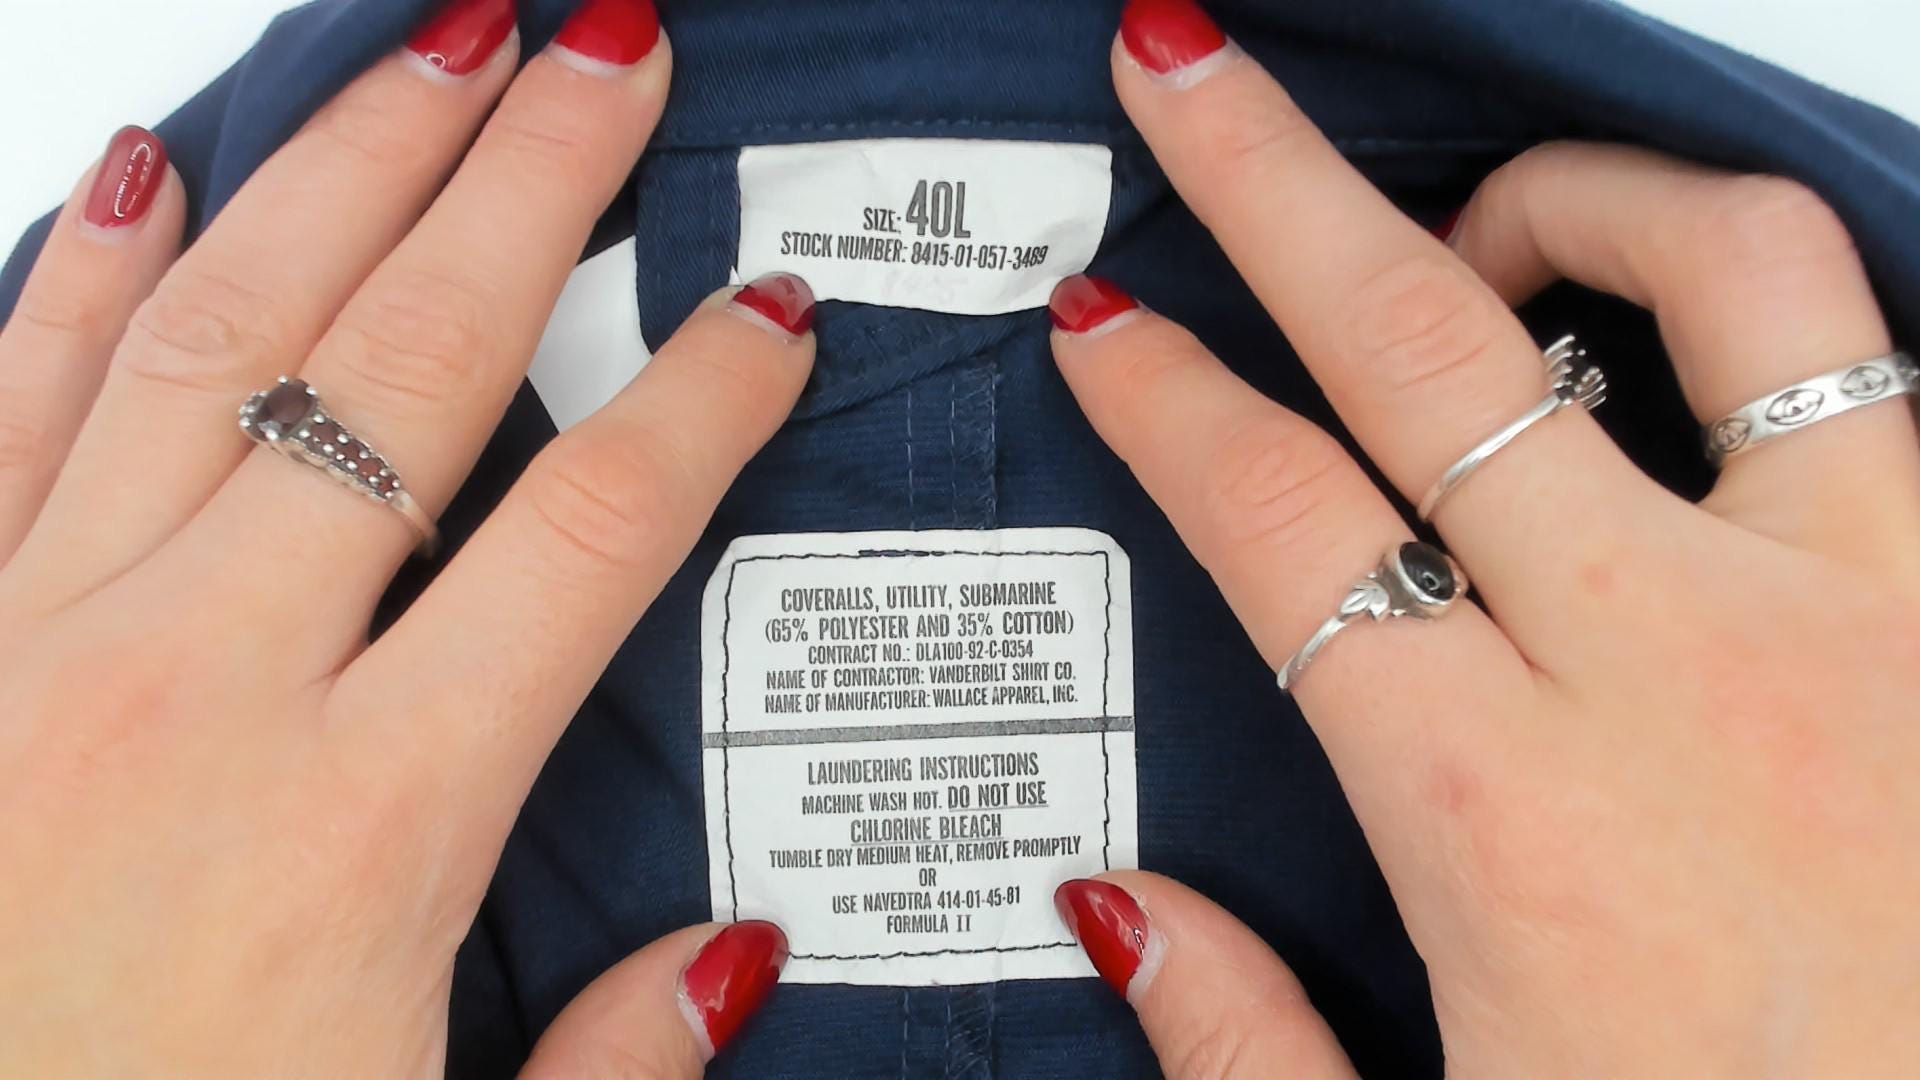 SIZE: 40L
STOCK NUMBER: 8415-01-057-3489
COVERALLS, UTILITY, SUBMARINE
(65% POLYESTER AND 35% COTTON)
CONTRACT NO.: DLA100-92-C-0354
NAME OF CONTRACTOR: VANDERBILT SHIRT CO.
NAME OF MANUFACTURER: WALLACE APPAREL, INC.
LAUNDERING INSTRUCTIONS
MACHINE WASH HOT. DO NOT USE
CHLORINE BLEACH
TUMBLE DRY MEDIUM HEAT, REMOVE PROMPTLY
OR
USE NAVEDTRA 414-01-45-81
FORMULA II